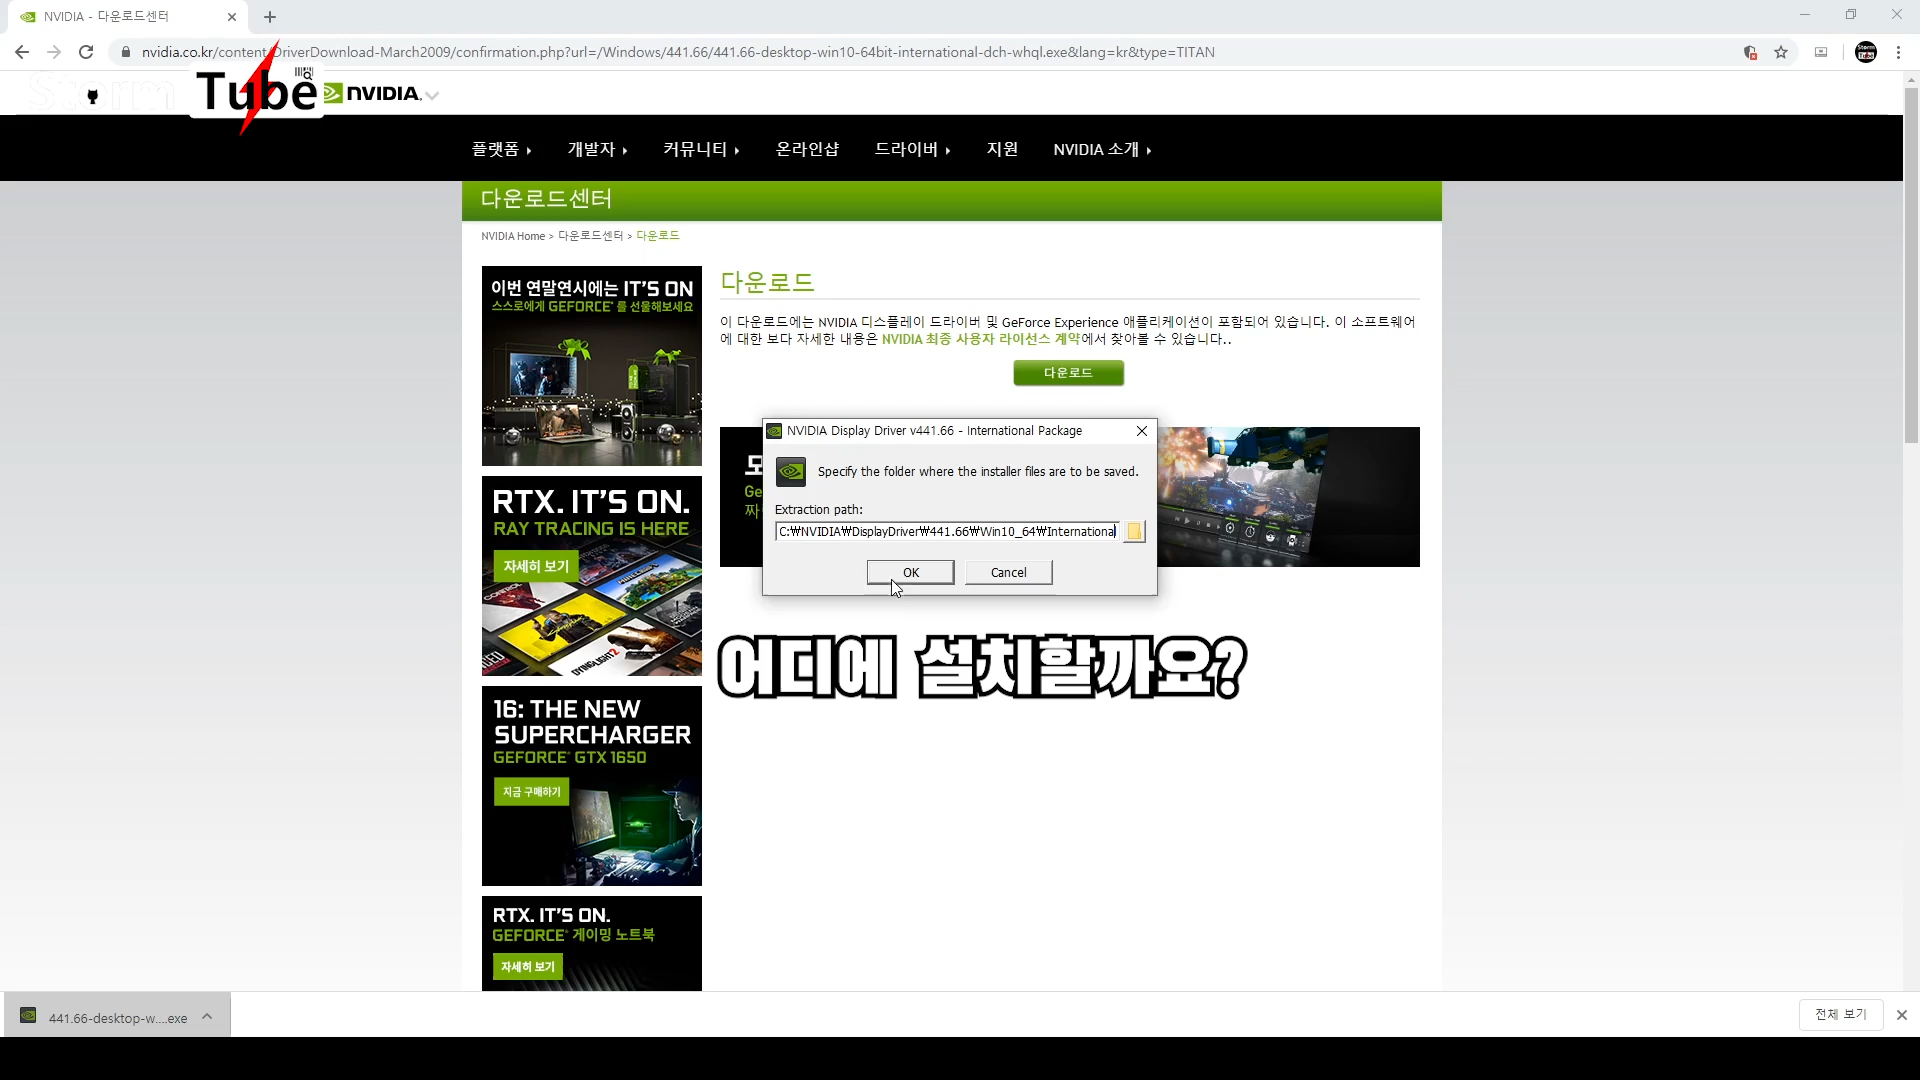 NVIDIA - 다운로드센터
nvidia.co.kr/content/DriverDownload-March2009/confirmation.php?url=/Windows/441.66/441.66-desktop-win10-64bit-international-dch-whql.exe&lang=kr&type=TITAN
Storm Tube
NVIDIA.
플랫폼 개발자 커뮤니티 온라인샵 드라이버 지원 NVIDIA 소개
다운로드센터
NVIDIA Home > 다운로드센터 > 다운로드
이번 연말연시에는 IT'S ON
스스로에게 GEFORCE® 를 선물해보세요
다운로드
이 다운로드에는 NVIDIA 디스플레이 드라이버 및 GeForce Experience 애플리케이션이 포함되어 있습니다. 이 소프트웨어
에 대한 보다 자세한 내용은 NVIDIA 최종 사용자 라이선스 계약에서 찾아볼 수 있습니다..
다운로드
NVIDIA Display Driver v441.66 - International Package
Specify the folder where the installer files are to be saved.
Extraction path:
C:₩NVIDIA₩DisplayDriver₩441.66₩Win10_64₩International
OK Cancel
Ge
짜
어디에 설치할까요?
RTX. IT'S ON.
RAY TRACING IS HERE
자세히 보기
CONTROL
MINECRAFT
DYING LIGHT 2
16: THE NEW
SUPERCHARGER
GEFORCE® GTX 1650
지금 구매하기
RTX. IT'S ON.
GEFORCE® 게이밍 노트북
자세히 보기
441.66-desktop-w....exe
전체 보기